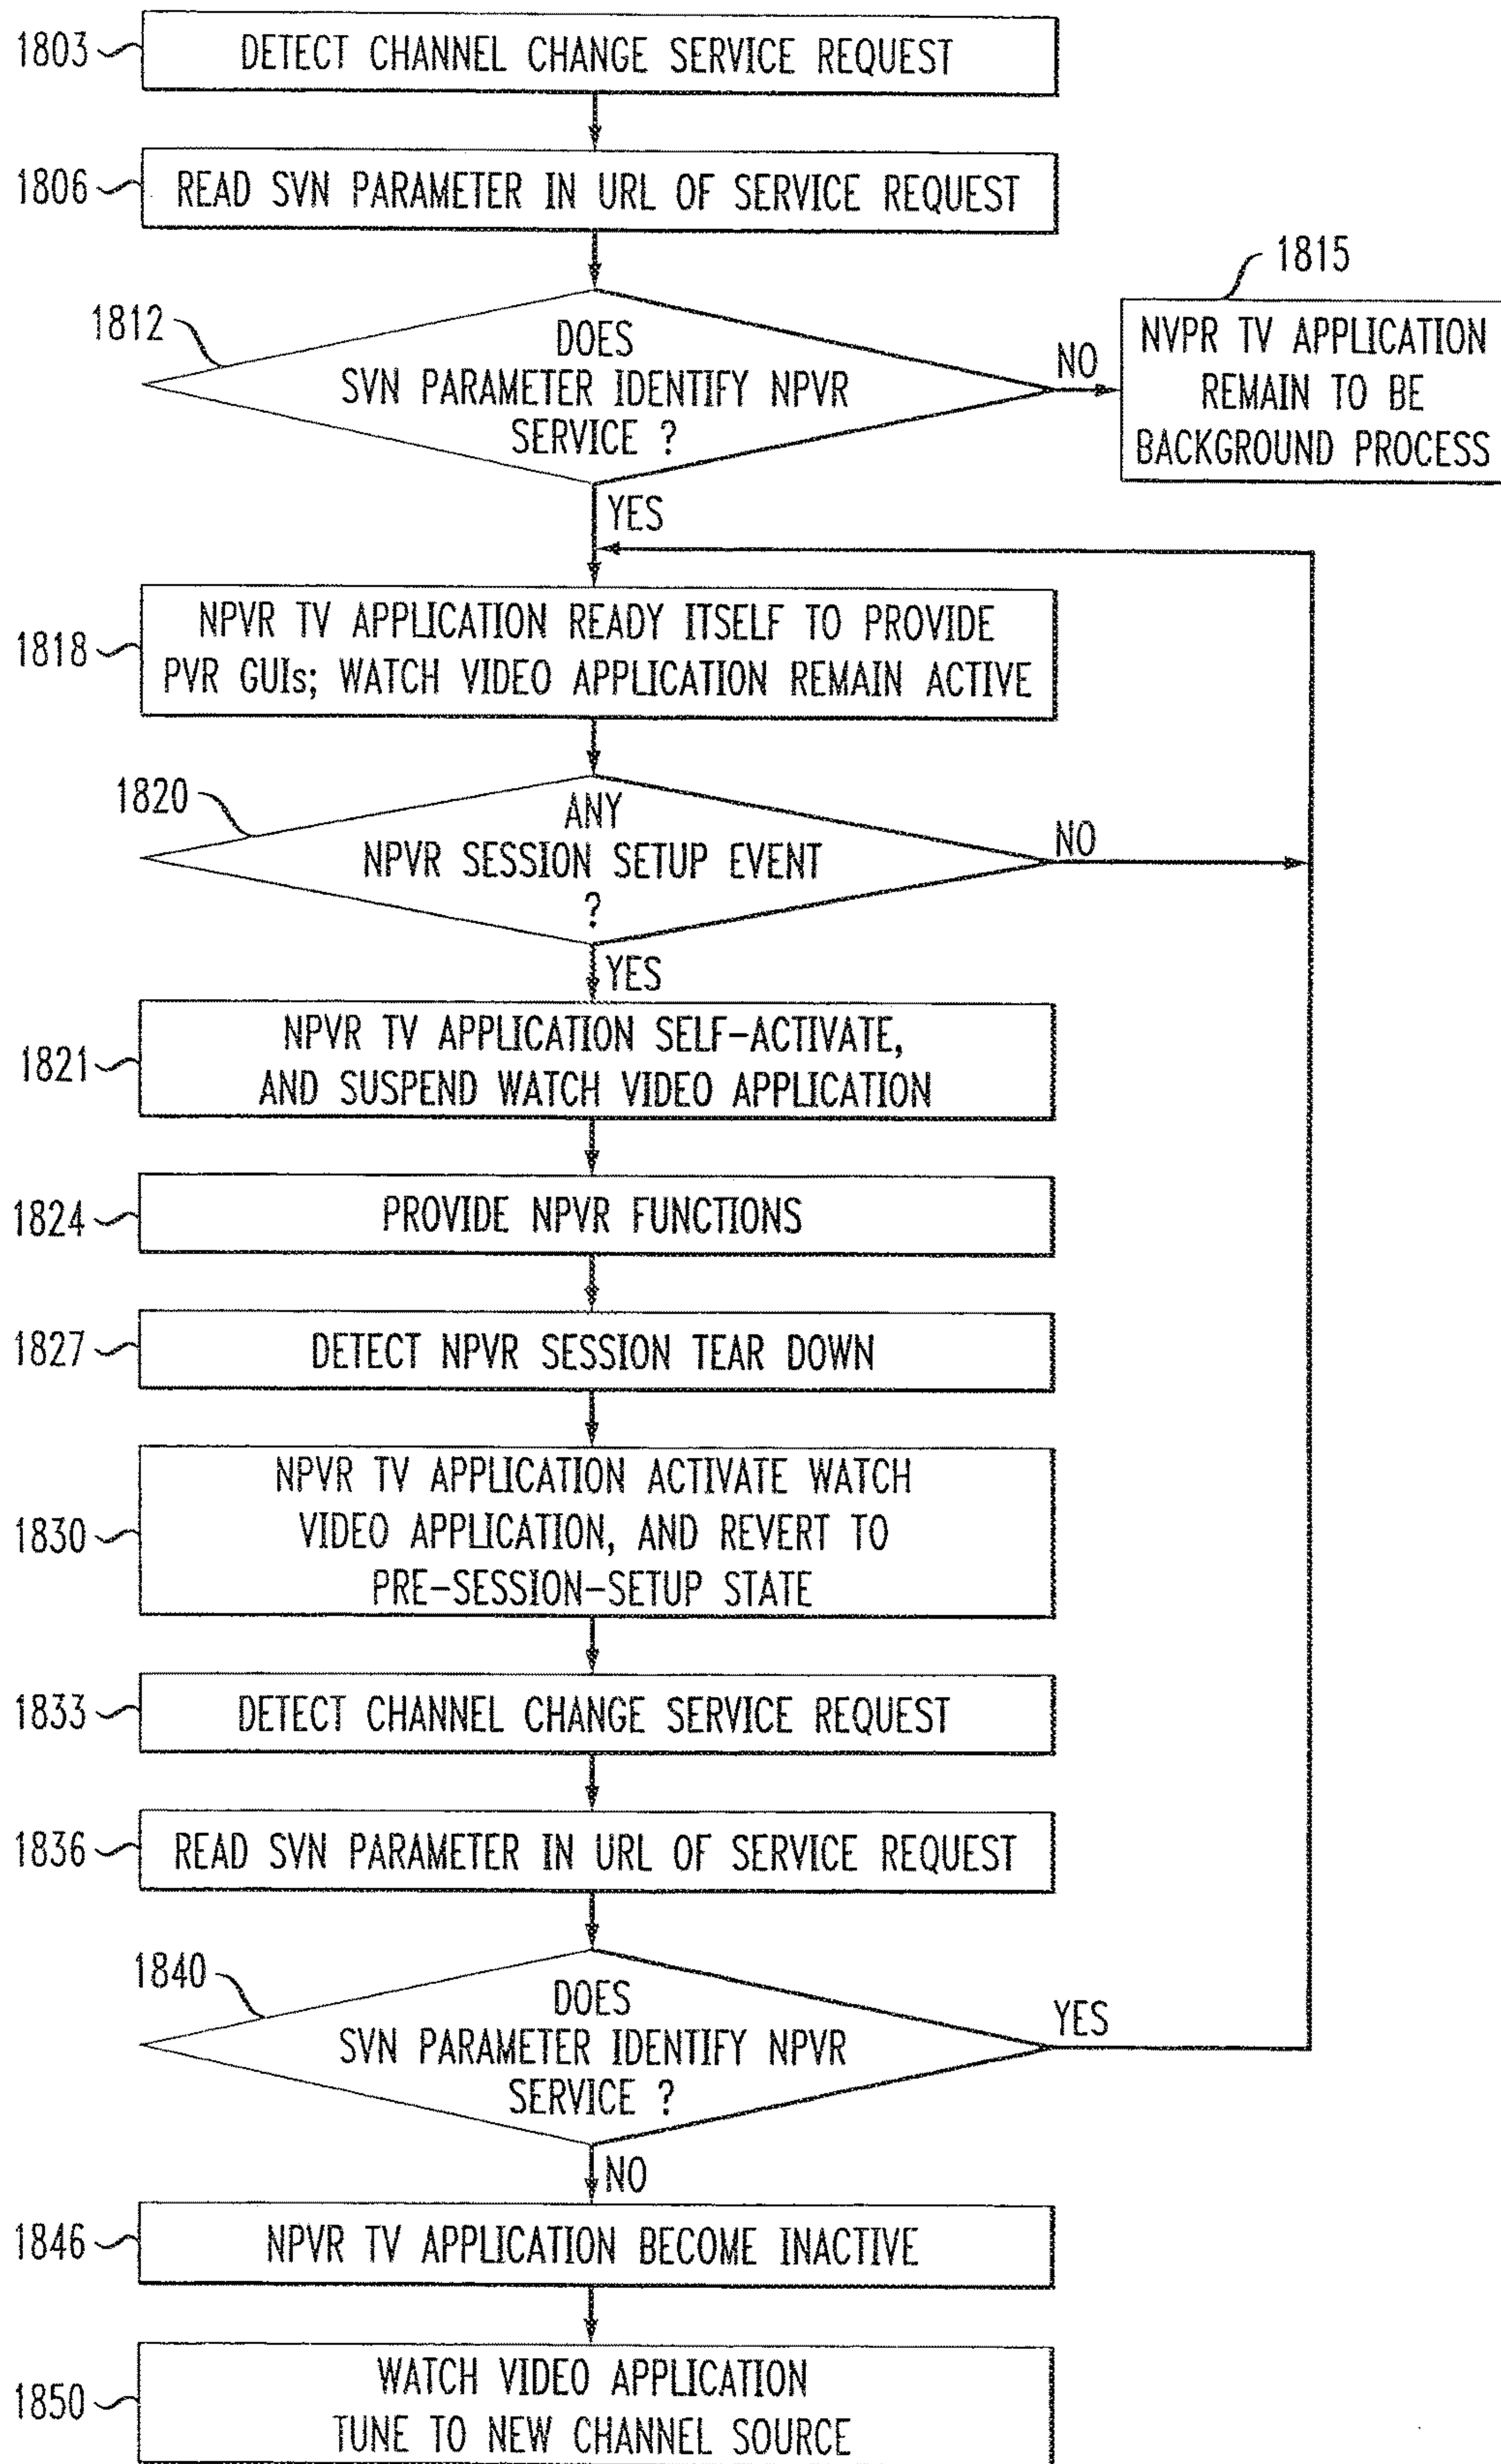 1803
DETECT CHANNEL CHANGE SERVICE REQUEST
1806
READ SVN PARAMETER IN URL OF SERVICE REQUEST
1812
DOES
SVN PARAMETER IDENTIFY NPVR
SERVICE ?
NO
1815
NVPR TV APPLICATION
REMAIN TO BE
BACKGROUND PROCESS
YES
1818
NPVR TV APPLICATION READY ITSELF TO PROVIDE
PVR GUIs; WATCH VIDEO APPLICATION REMAIN ACTIVE
1820
ANY
NPVR SESSION SETUP EVENT
?
NO
YES
1821
NPVR TV APPLICATION SELF-ACTIVATE,
AND SUSPEND WATCH VIDEO APPLICATION
1824
PROVIDE NPVR FUNCTIONS
1827
DETECT NPVR SESSION TEAR DOWN
1830
NPVR TV APPLICATION ACTIVATE WATCH
VIDEO APPLICATION, AND REVERT TO
PRE-SESSION-SETUP STATE
1833
DETECT CHANNEL CHANGE SERVICE REQUEST
1836
READ SVN PARAMETER IN URL OF SERVICE REQUEST
1840
DOES
SVN PARAMETER IDENTIFY NPVR
SERVICE ?
YES
NO
1846
NPVR TV APPLICATION BECOME INACTIVE
1850
WATCH VIDEO APPLICATION
TUNE TO NEW CHANNEL SOURCE